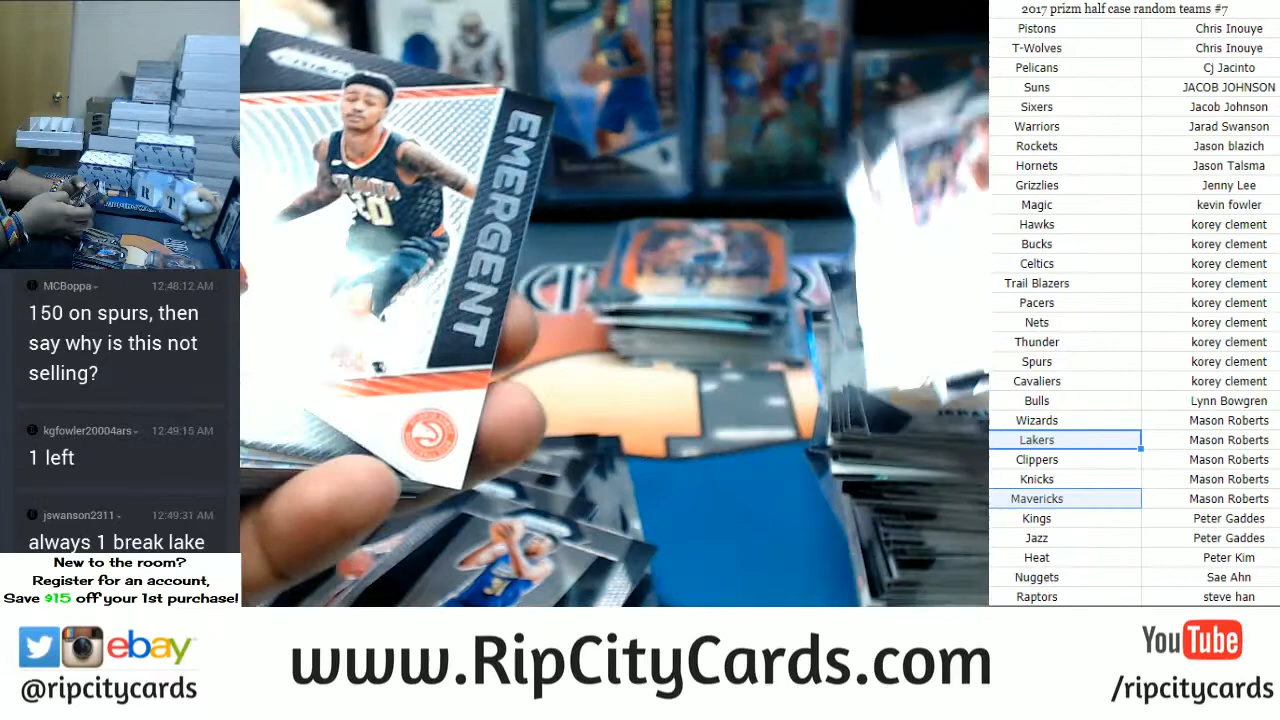 2017 prizm half case random teams #7
Pistons Chris Inouye
T-Wolves Chris Inouye
Pelicans Cj Jacinto
Suns JACOB JOHNSON
Sixers Jacob Johnson
Warriors Jarad Swanson
Rockets Jason blazich
Hornets Jason Talsma
Grizzlies Jenny Lee
Magic kevin fowler
Hawks korey clement
Bucks korey clement
Celtics korey clement
Trail Blazers korey clement
Pacers korey clement
Nets korey clement
Thunder korey clement
Spurs korey clement
Cavaliers korey clement
Bulls Lynn Bowgren
Wizards Mason Roberts
Lakers Mason Roberts
Clippers Mason Roberts
Knicks Mason Roberts
Mavericks Mason Roberts
Kings Peter Gaddes
Jazz Peter Gaddes
Heat Peter Kim
Nuggets Sae Ahn
Raptors steve han
EMERGENT
20
R T
MCBoppa 12:48:12 AM
150 on spurs, then
say why is this not
selling?
kgfowler20004ars 12:49:15 AM
1 left
jswanson2311 12:49:31 AM
always 1 break lake
New to the room?
Register for an account,
Save $15 off your 1st purchase!
ebay
@ripcitycards
www.RipCityCards.com
YouTube
/ripcitycards